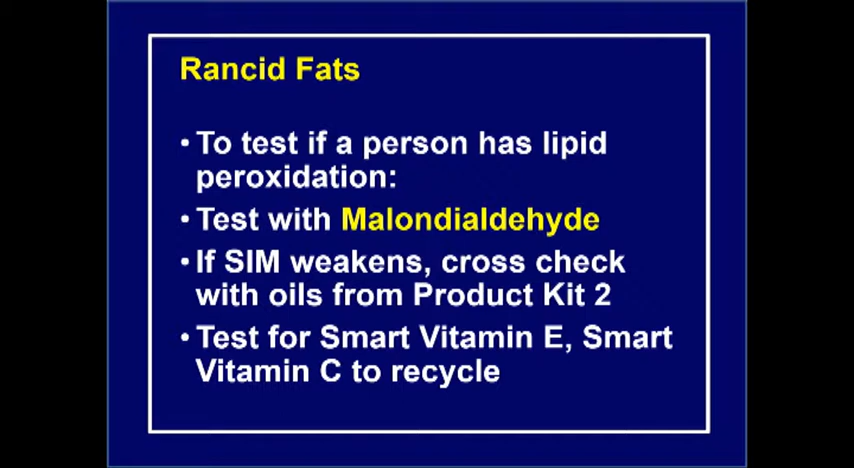 Rancid Fats
• To test if a person has lipid
peroxidation:
• Test with Malondialdehyde
• If SIM weakens, cross check
with oils from Product Kit 2
• Test for Smart Vitamin E, Smart
Vitamin C to recycle